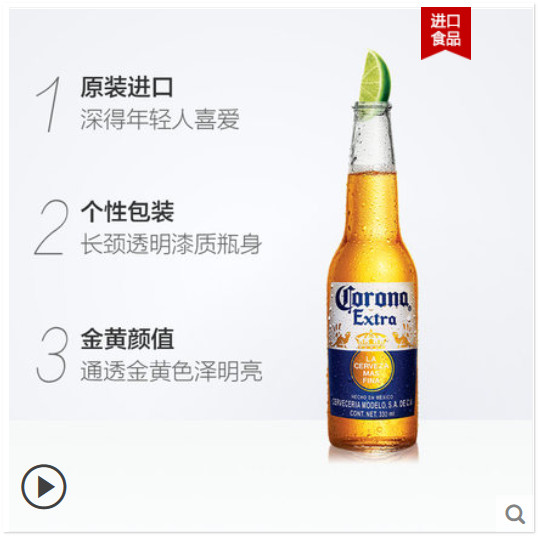 进口
食品
1
原装进口
深得年轻人喜爱
2
个性包装
长颈透明漆质瓶身
3
金黄颜值
通透金黄色泽明亮
Corona
Extra
LA
CERVEZA
MAS
FINA
HECHO EN MÉXICO
CERVECERIA MODELO, S.A. DE C.V.
CONT. NET. 330 ml